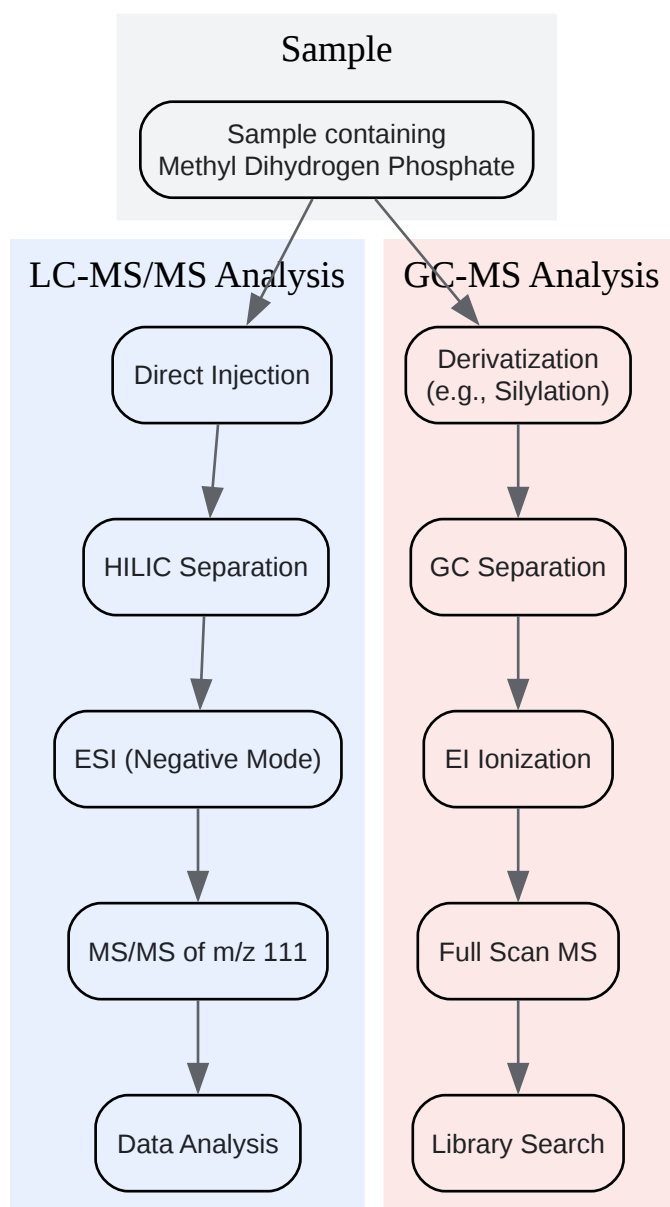 Sample
Sample containing
Methyl Dihydrogen Phosphate
LC-MS/MS Analysis
Direct Injection
HILIC Separation
ESI (Negative Mode)
MS/MS of m/z 111
Data Analysis
GC-MS Analysis
Derivatization
(e.g., Silylation)
GC Separation
EI Ionization
Full Scan MS
Library Search